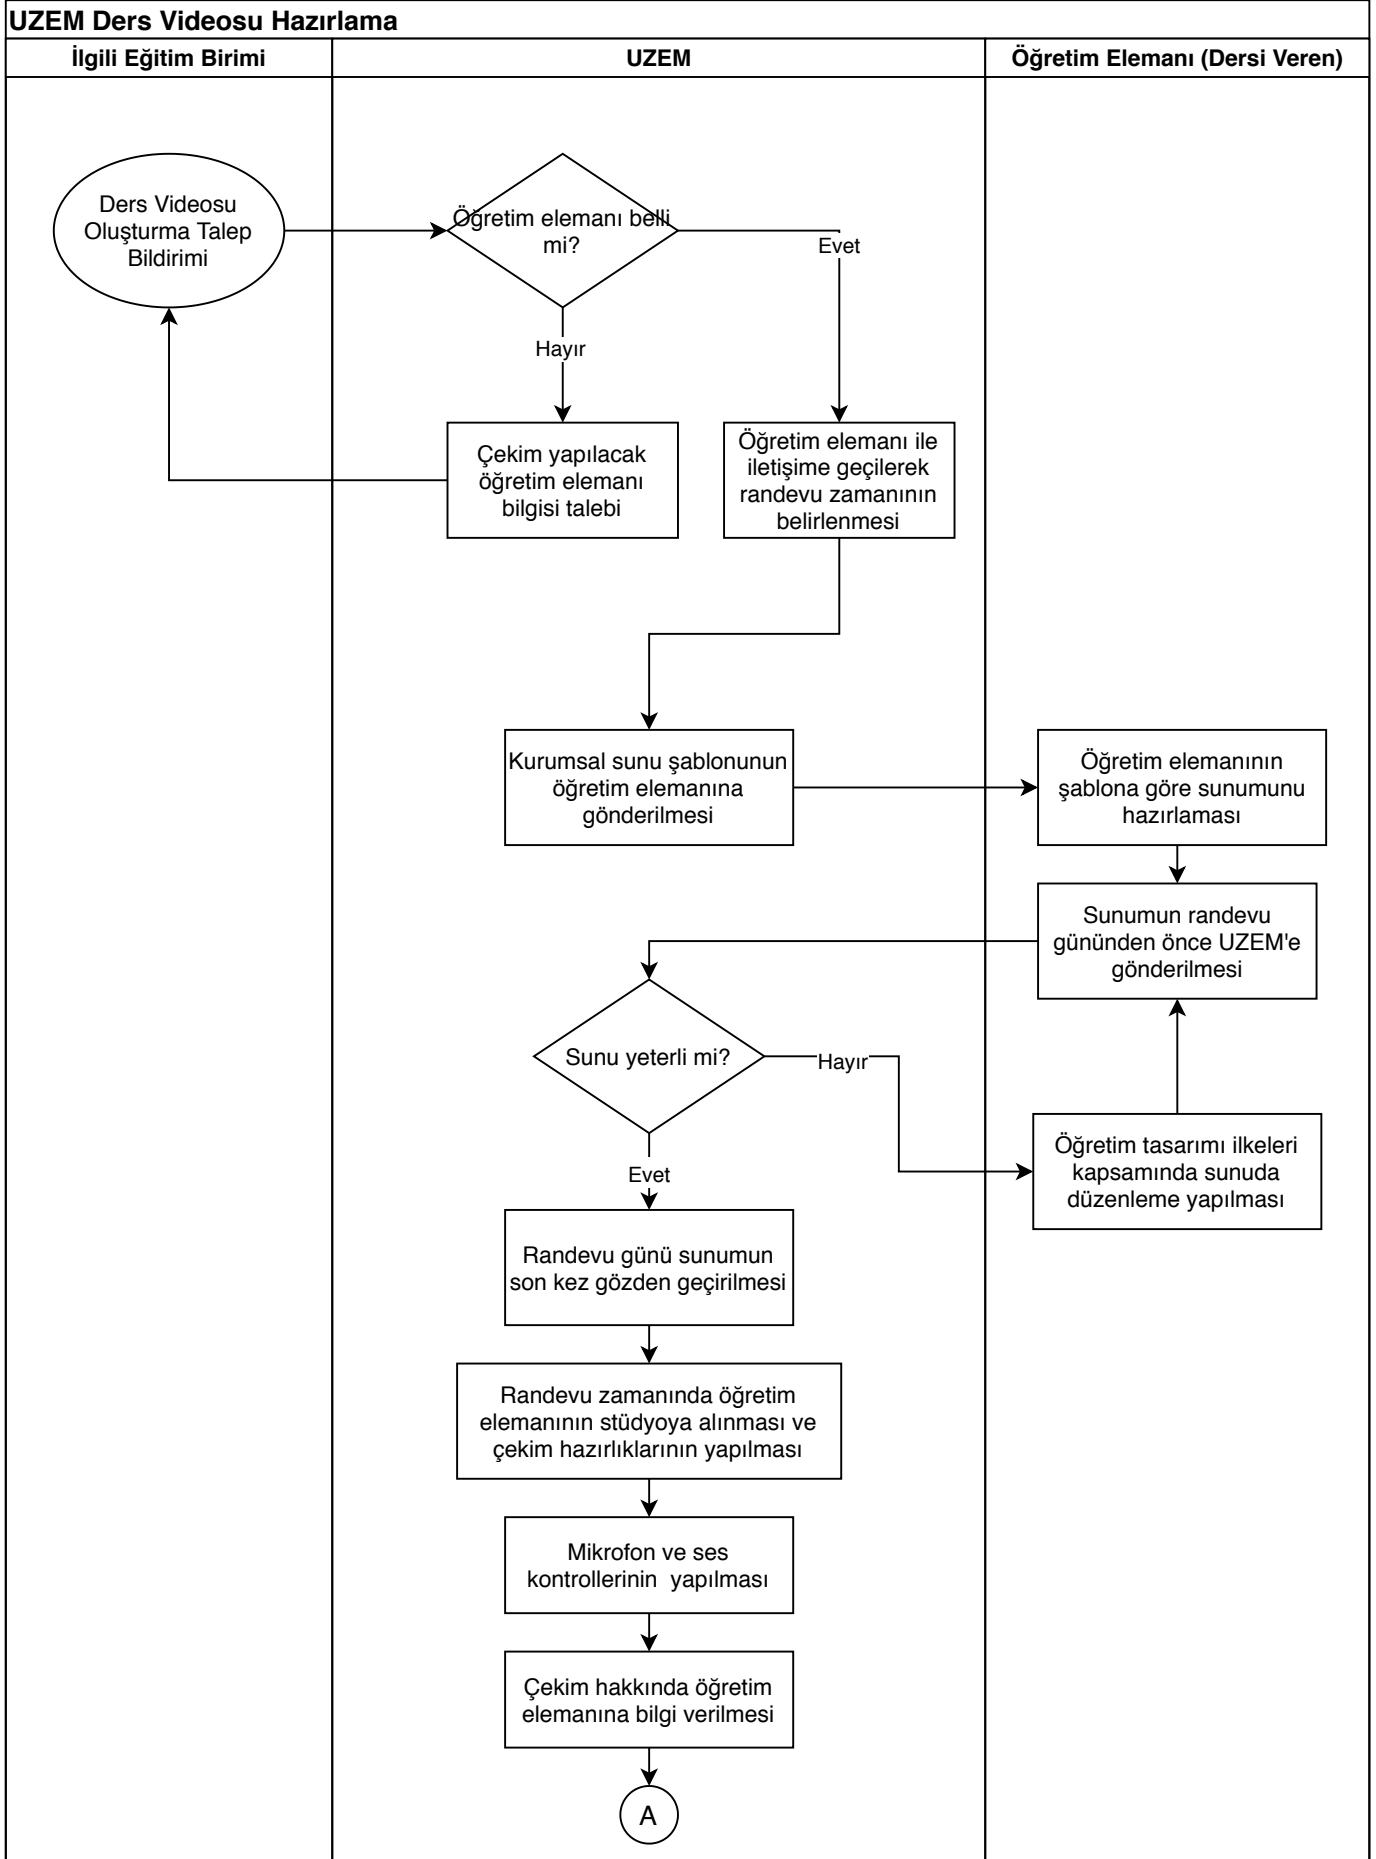 UZEM Ders Videosu Hazırlama
İlgili Eğitim Birimi
UZEM
Öğretim Elemanı (Dersi Veren)
Ders Videosu
Oluşturma Talep
Bildirimi
Öğretim elemanı belli
mi?
Evet
Hayır
Çekim yapılacak
öğretim elemanı
bilgisi talebi
Öğretim elemanı ile
iletişime geçilerek
randevu zamanının
belirlenmesi
Kurumsal sunu şablonunun
öğretim elemanına
gönderilmesi
Öğretim elemanının
şablona göre sunumunu
hazırlaması
Sunumun randevu
gününden önce UZEM'e
gönderilmesi
Sunu yeterli mi?
Hayır
Evet
Öğretim tasarımı ilkeleri
kapsamında sunuda
düzenleme yapılması
Randevu günü sunumun
son kez gözden geçirilmesi
Randevu zamanında öğretim
elemanının stüdyoya alınması ve
çekim hazırlıklarının yapılması
Mikrofon ve ses
kontrollerinin  yapılması
Çekim hakkında öğretim
elemanına bilgi verilmesi
A